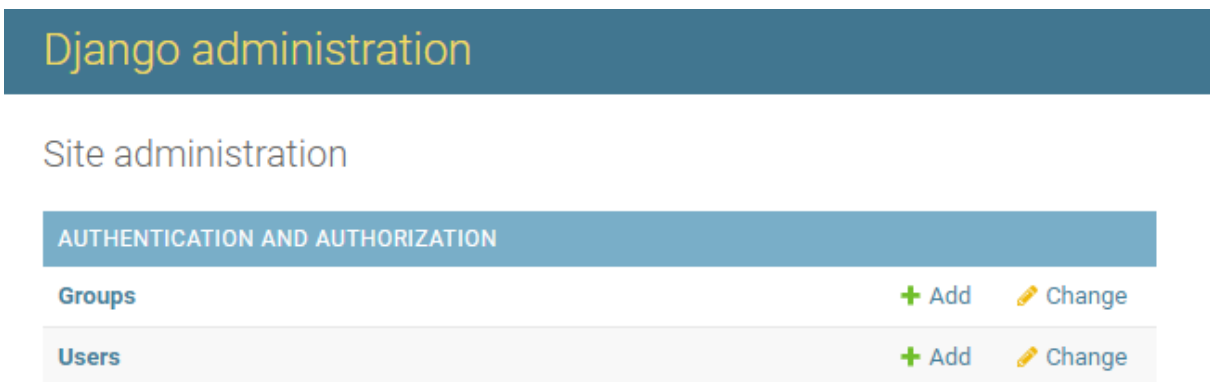 Django administration
Site administration
AUTHENTICATION AND AUTHORIZATION
Groups Add Change
Users Add Change